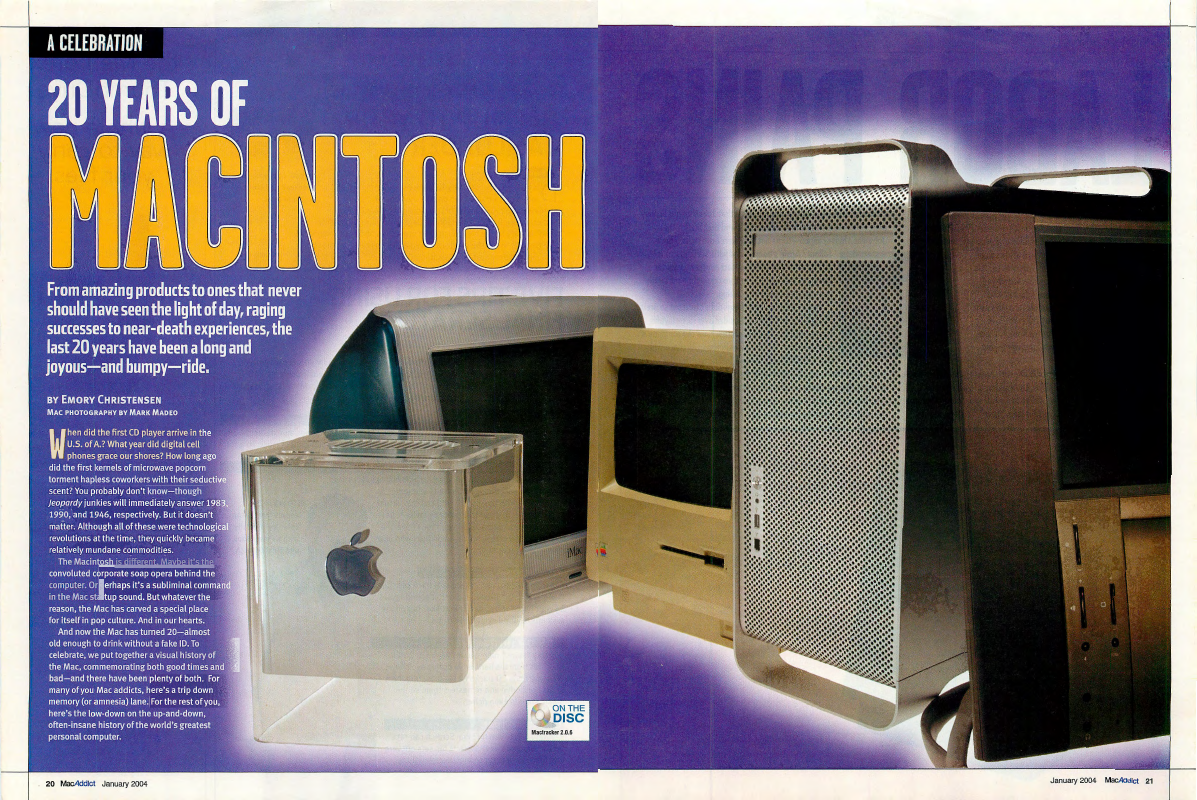 A CELEBRATION
20 YEARS OF
MACINTOSH
From amazing products to ones that never
should have seen the light of day, raging
successes to near-death experiences, the
last 20 years have been a long and
joyous—and bumpy—ride.
BY EMORY CHRISTENSEN
MAC PHOTOGRAPHY BY MARK MADEO
When did the first CD player arrive in the
U.S. of A.? What year did digital cell
phones grace our shores? How long ago
did the first kernels of microwave popcorn
torment hapless coworkers with their seductive
scent? You probably don't know—though
Jeopardy junkies will immediately answer 1983,
1990, and 1946, respectively. But it doesn't
matter. Although all of these were technological
revolutions at the time, they quickly became
relatively mundane commodities.
The Macintosh is different. Maybe it's the
convoluted corporate soap opera behind the
computer. Or perhaps it's a subliminal command
in the Mac startup sound. But whatever the
reason, the Mac has carved a special place
for itself in pop culture. And in our hearts.
And now the Mac has turned 20—almost
old enough to drink without a fake ID. To
celebrate, we put together a visual history of
the Mac, commemorating both good times and
bad—and there have been plenty of both. For
many of you Mac addicts, here's a trip down
memory (or amnesia) lane. For the rest of you,
here's the low-down on the up-and-down,
often-insane history of the world's greatest
personal computer.
iMac
ON THE
DISC
Mactracker 2.0.6
20 MacAddict January 2004
January 2004 MacAddict 21